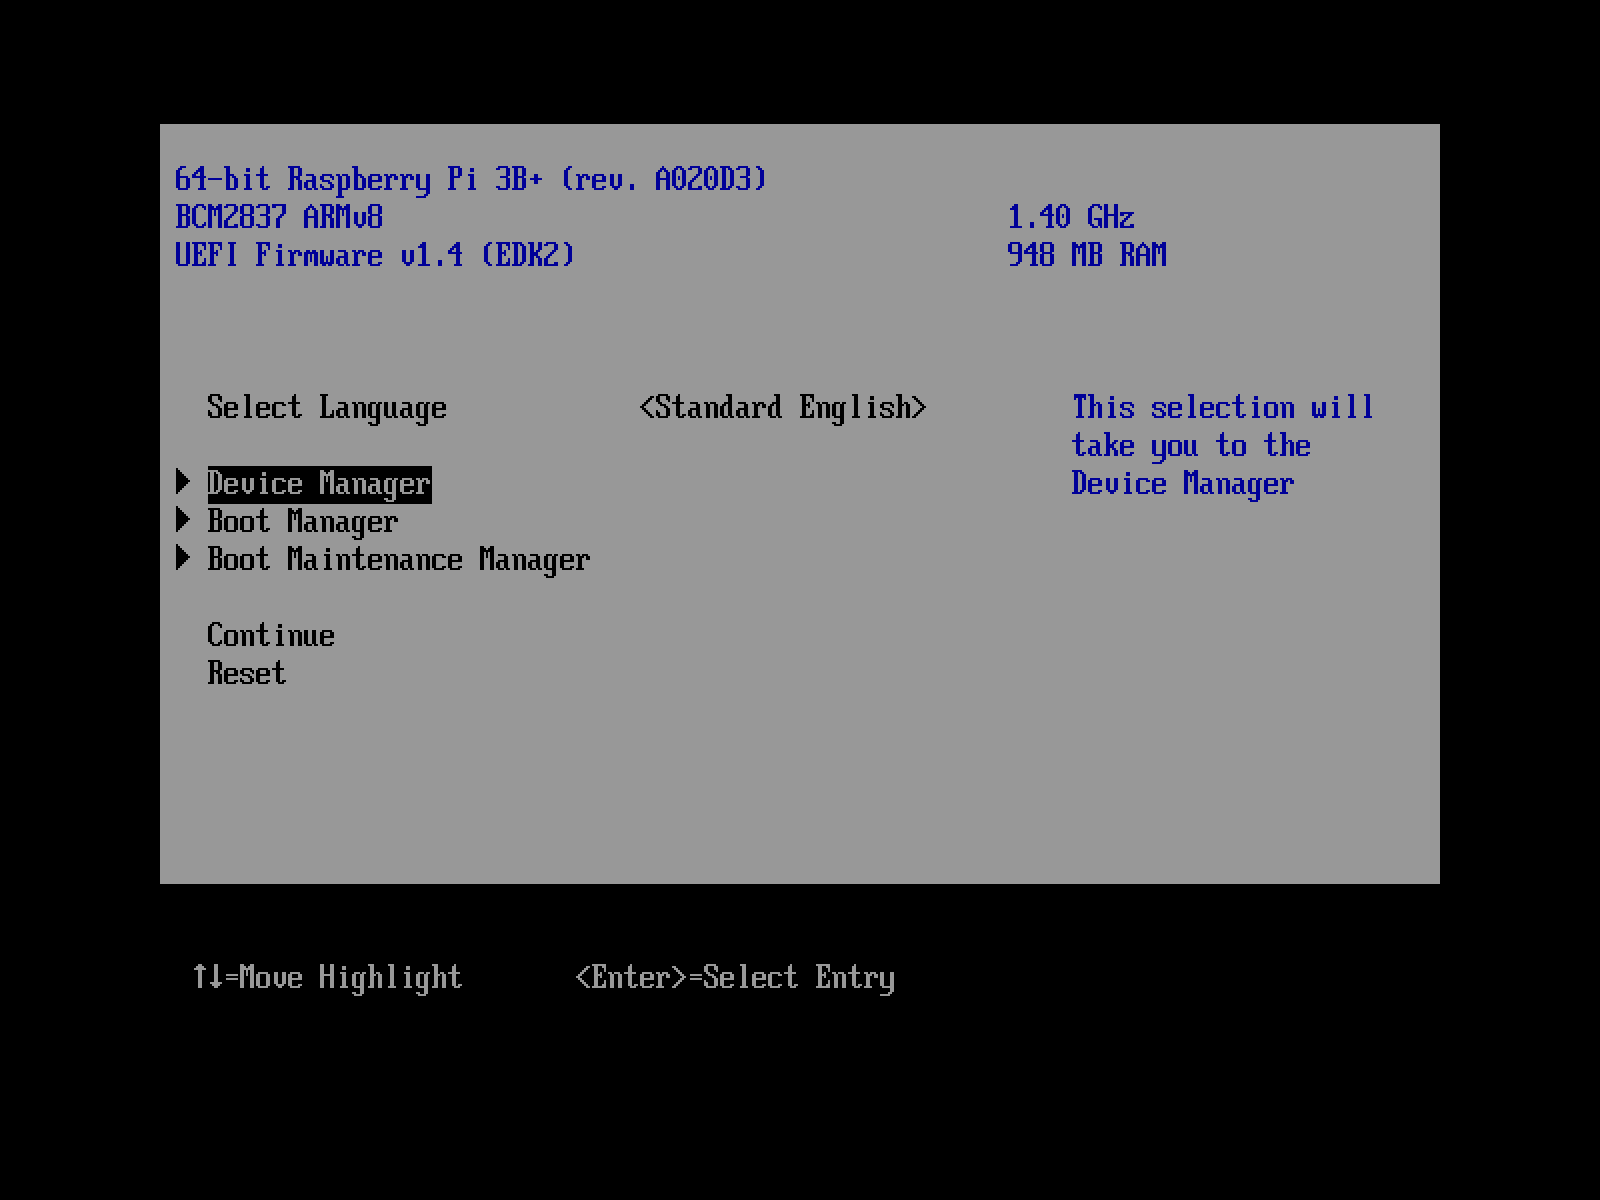 64-bit Raspberry Pi 3B+ (rev. A020D3)
BCM2837 ARMv8 1.40 GHz
UEFI Firmware v1.4 (EDK2) 948 MB RAM
Select Language <Standard English> This selection will
take you to the
Device Manager Device Manager
Boot Manager
Boot Maintenance Manager
Continue
Reset
↑↓=Move Highlight <Enter>=Select Entry